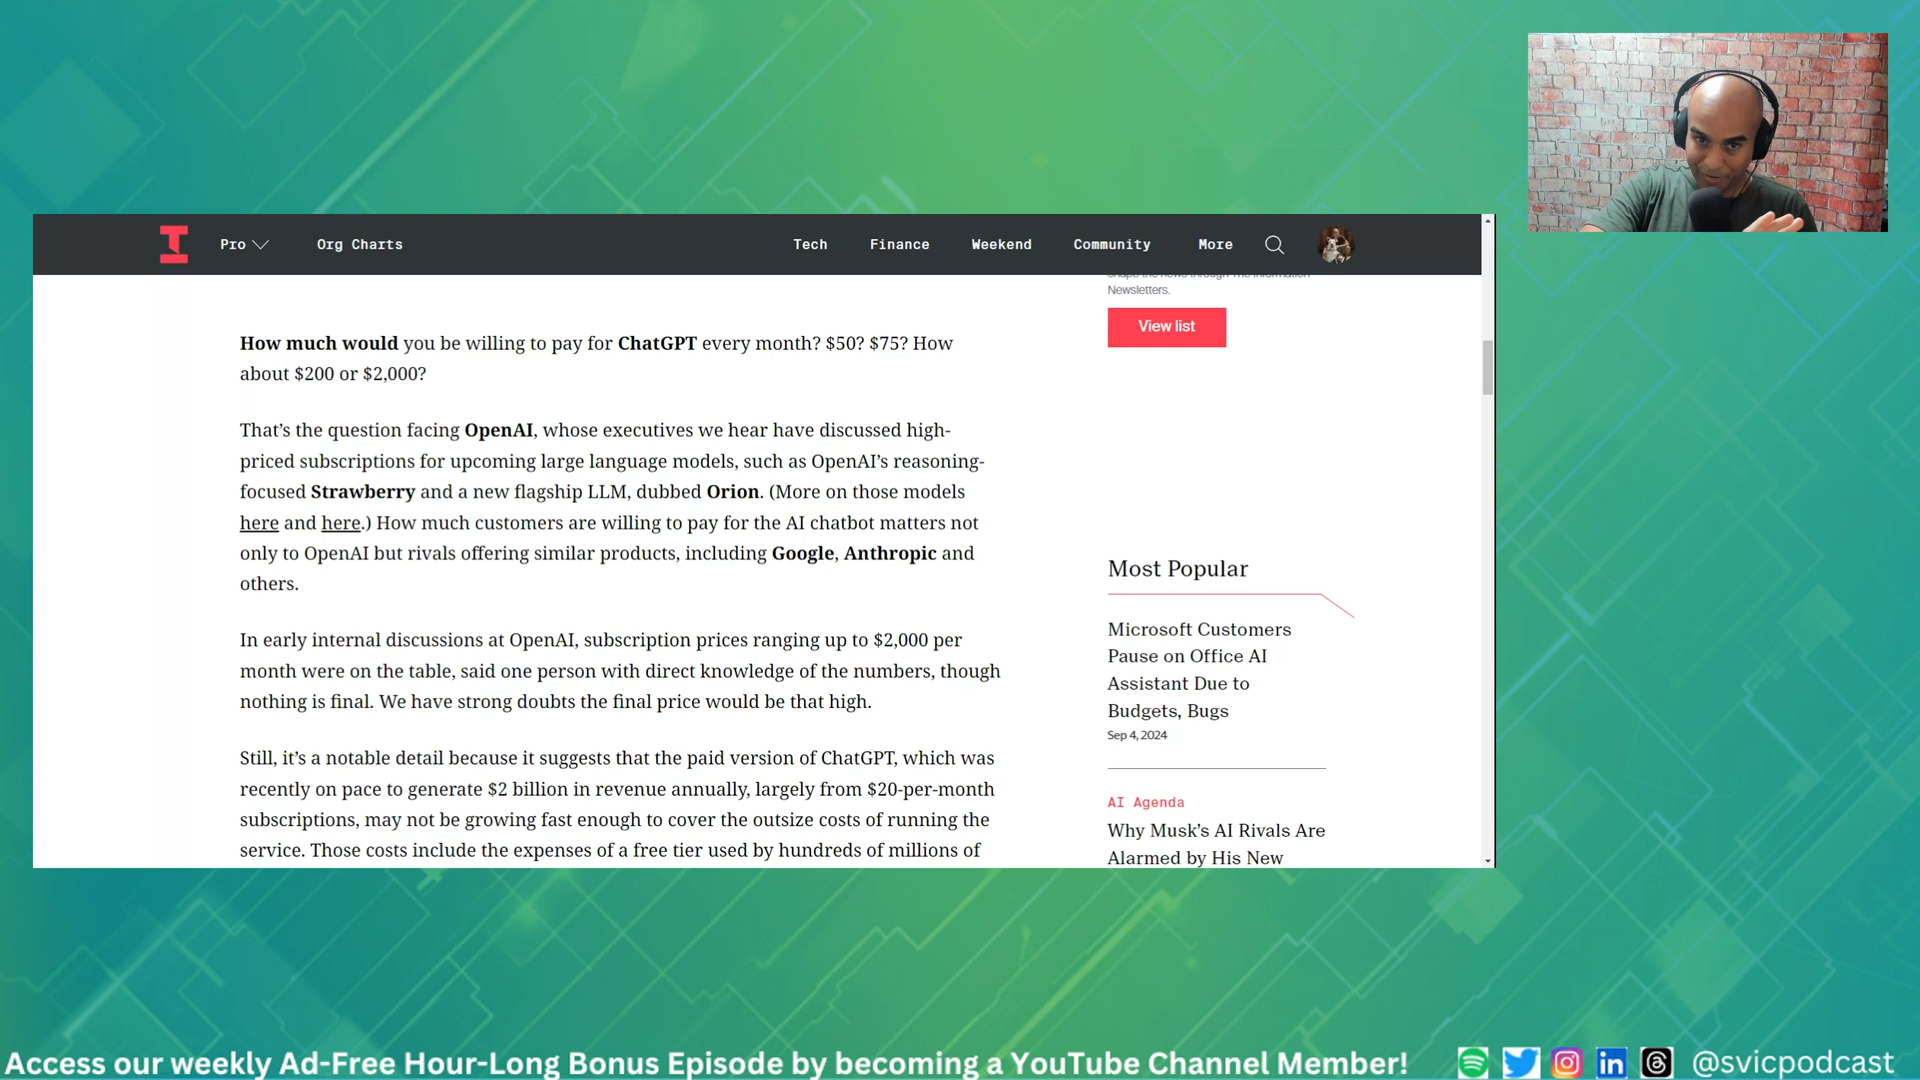 Pro
Org Charts
Tech
Finance
Weekend
Community
More
How much would you be willing to pay for ChatGPT every month? $50? $75? How
about $200 or $2,000?
That’s the question facing OpenAI, whose executives we hear have discussed high-
priced subscriptions for upcoming large language models, such as OpenAI’s reasoning-
focused Strawberry and a new flagship LLM, dubbed Orion. (More on those models
here and here.) How much customers are willing to pay for the AI chatbot matters not
only to OpenAI but rivals offering similar products, including Google, Anthropic and
others.
In early internal discussions at OpenAI, subscription prices ranging up to $2,000 per
month were on the table, said one person with direct knowledge of the numbers, though
nothing is final. We have strong doubts the final price would be that high.
Still, it’s a notable detail because it suggests that the paid version of ChatGPT, which was
recently on pace to generate $2 billion in revenue annually, largely from $20-per-month
subscriptions, may not be growing fast enough to cover the outsize costs of running the
service. Those costs include the expenses of a free tier used by hundreds of millions of
shape the news through The Information
Newsletters.
View list
Most Popular
Microsoft Customers
Pause on Office AI
Assistant Due to
Budgets, Bugs
Sep 4, 2024
AI Agenda
Why Musk’s AI Rivals Are
Alarmed by His New
Access our weekly Ad-Free Hour-Long Bonus Episode by becoming a YouTube Channel Member!
@svicpodcast